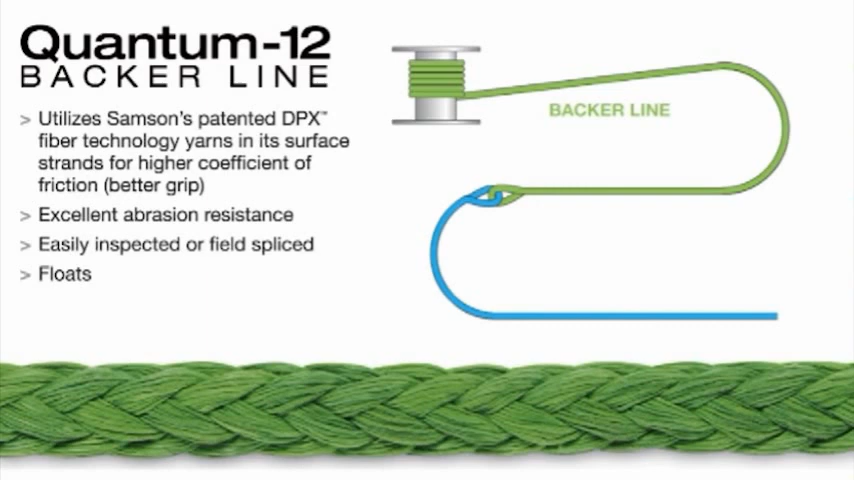 Quantum-12
BACKER LINE
> Utilizes Samson's patented DPX™
fiber technology yarns in its surface
strands for higher coefficient of
friction (better grip)
> Excellent abrasion resistance
> Easily inspected or field spliced
> Floats
BACKER LINE